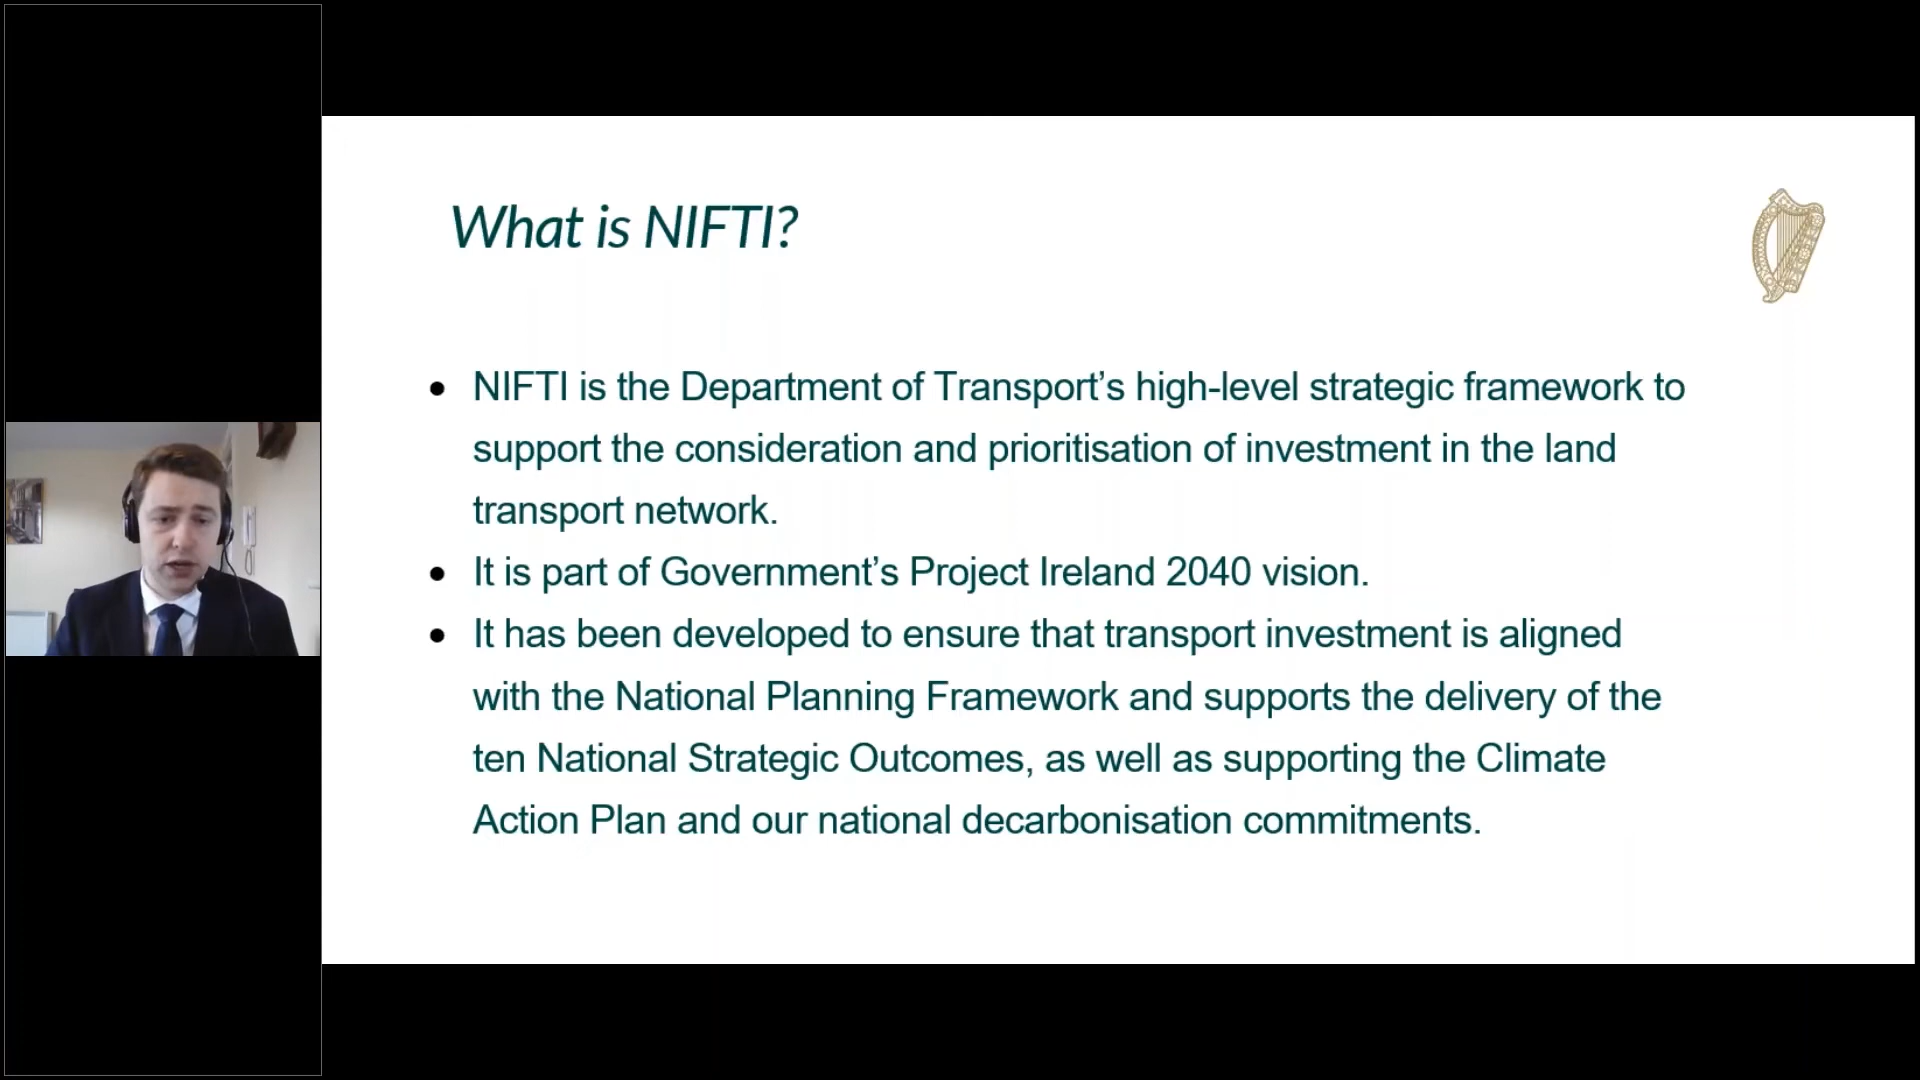 What is NIFTI?
• NIFTI is the Department of Transport’s high-level strategic framework to
support the consideration and prioritisation of investment in the land
transport network.
• It is part of Government’s Project Ireland 2040 vision.
• It has been developed to ensure that transport investment is aligned
with the National Planning Framework and supports the delivery of the
ten National Strategic Outcomes, as well as supporting the Climate
Action Plan and our national decarbonisation commitments.